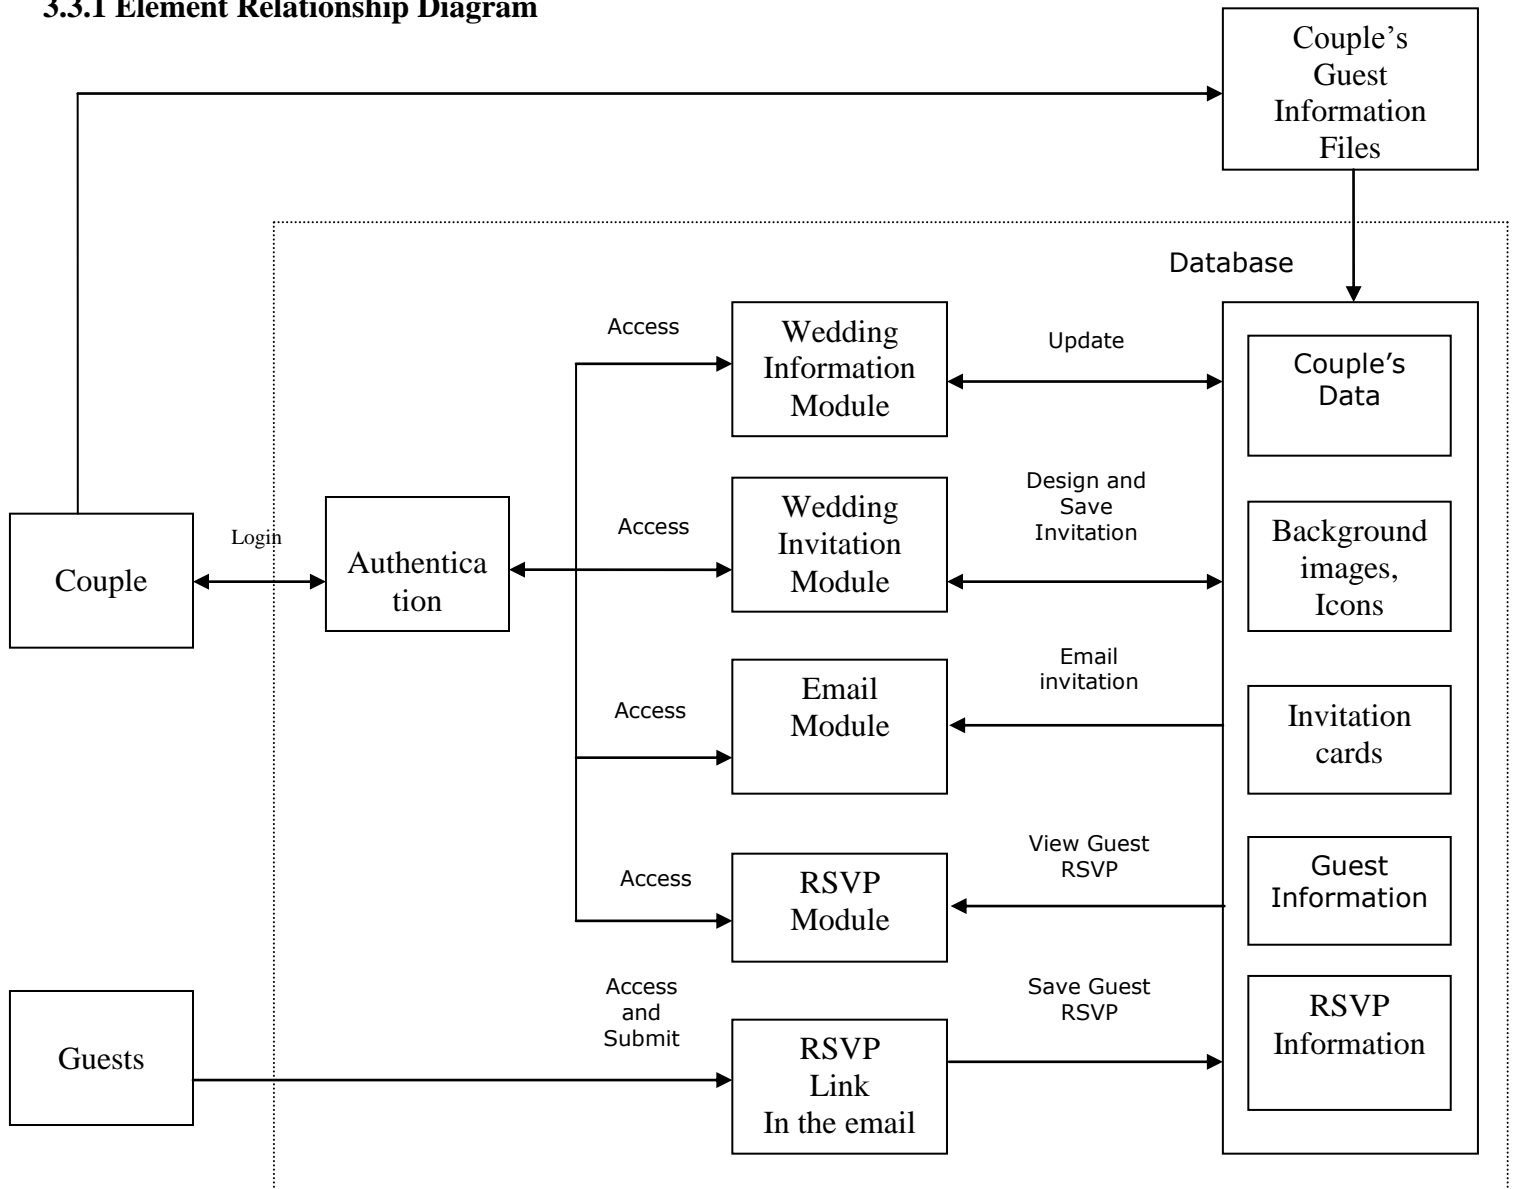 3.3.1 Element Relationship Diagram
Couple’s
Guest
Information
Files
Database
Access
Wedding
Information
Module
Update
Couple’s
Data
Login
Couple
Authentica
tion
Access
Wedding
Invitation
Module
Design and
Save
Invitation
Background
images,
Icons
Access
Email
Module
Email
invitation
Invitation
cards
Access
RSVP
Module
View Guest
RSVP
Guest
Information
Guests
Access
and
Submit
RSVP
Link
In the email
Save Guest
RSVP
RSVP
Information